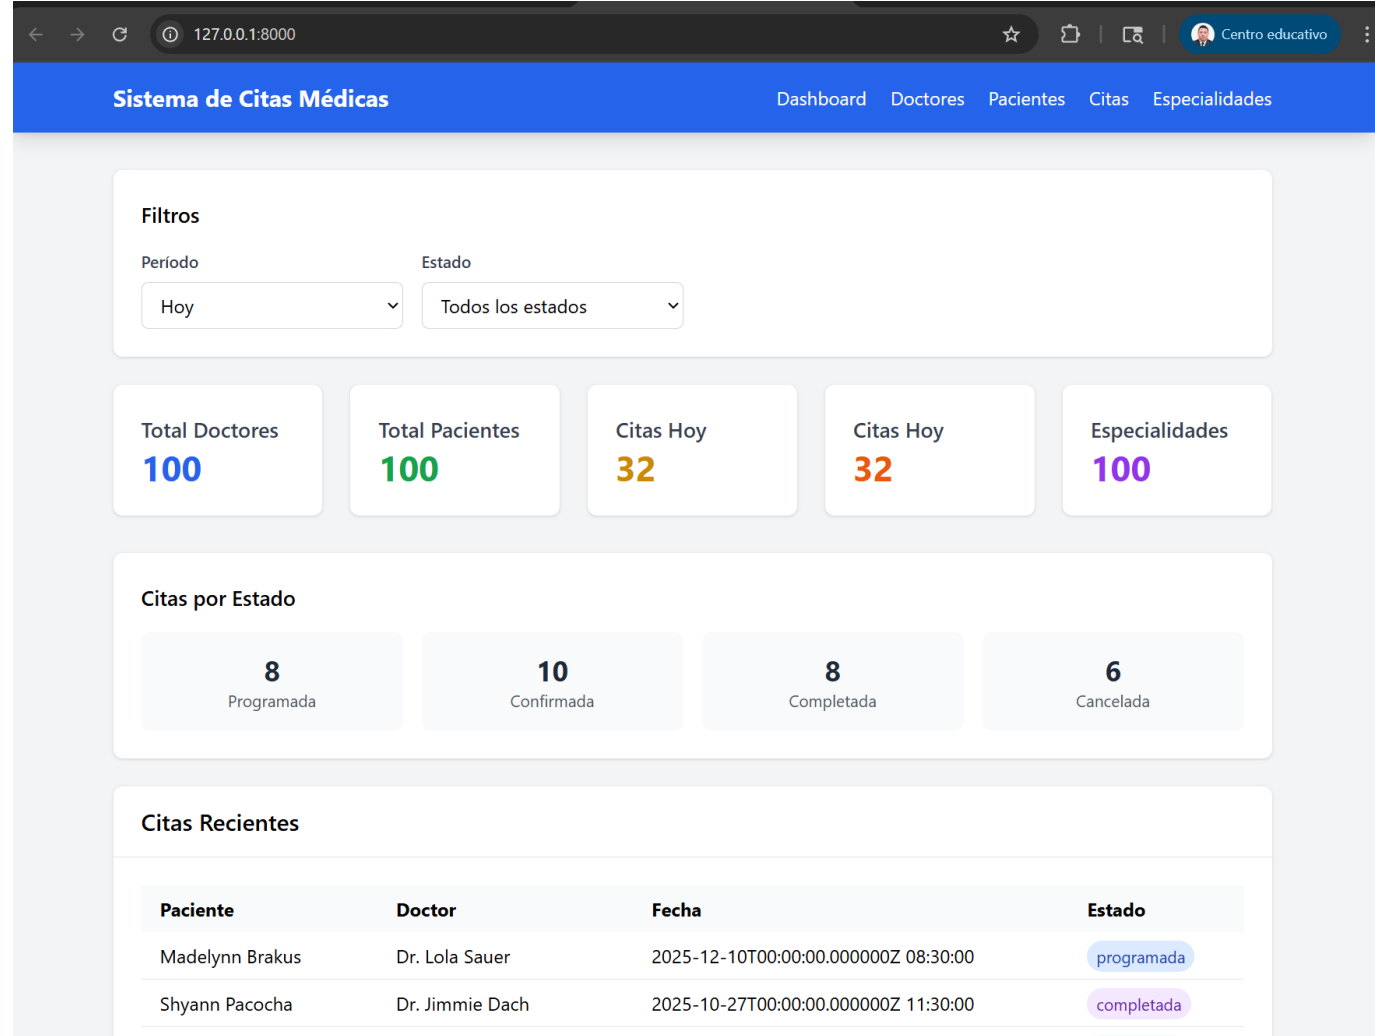 127.0.0.1:8000
Centro educativo
Sistema de Citas Médicas
Dashboard Doctores Pacientes Citas Especialidades
Filtros
Período Estado
Hoy Todos los estados
Total Doctores Total Pacientes Citas Hoy Citas Hoy Especialidades
100 100 32 32 100
Citas por Estado
8 10 8 6
Programada Confirmada Completada Cancelada
Citas Recientes
Paciente Doctor Fecha Estado
Madelynn Brakus Dr. Lola Sauer 2025-12-10T00:00:00.000000Z 08:30:00 programada
Shyann Pacocha Dr. Jimmie Dach 2025-10-27T00:00:00.000000Z 11:30:00 completada